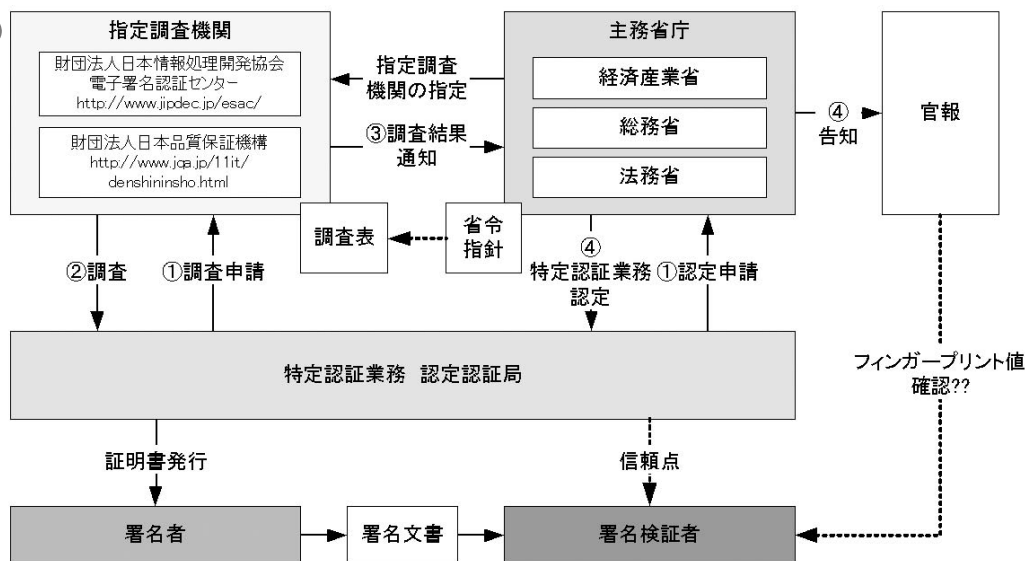 指定調査機関
財団法人日本情報処理開発協会
電子署名認証センター
http://www.jipdec.jp/esac/
財団法人日本品質保証機構
http://www.jqa.jp/11it/
denshininsho.html
指定調査
機関の指定
③調査結果
通知
主務省庁
経済産業省
総務省
法務省
④
告知
官報
調査表
省令
指針
②調査
①調査申請
④
特定認証業務
認定
①認定申請
特定認証業務 認定認証局
フィンガープリント値
確認??
証明書発行
信頼点
署名者
署名文書
署名検証者